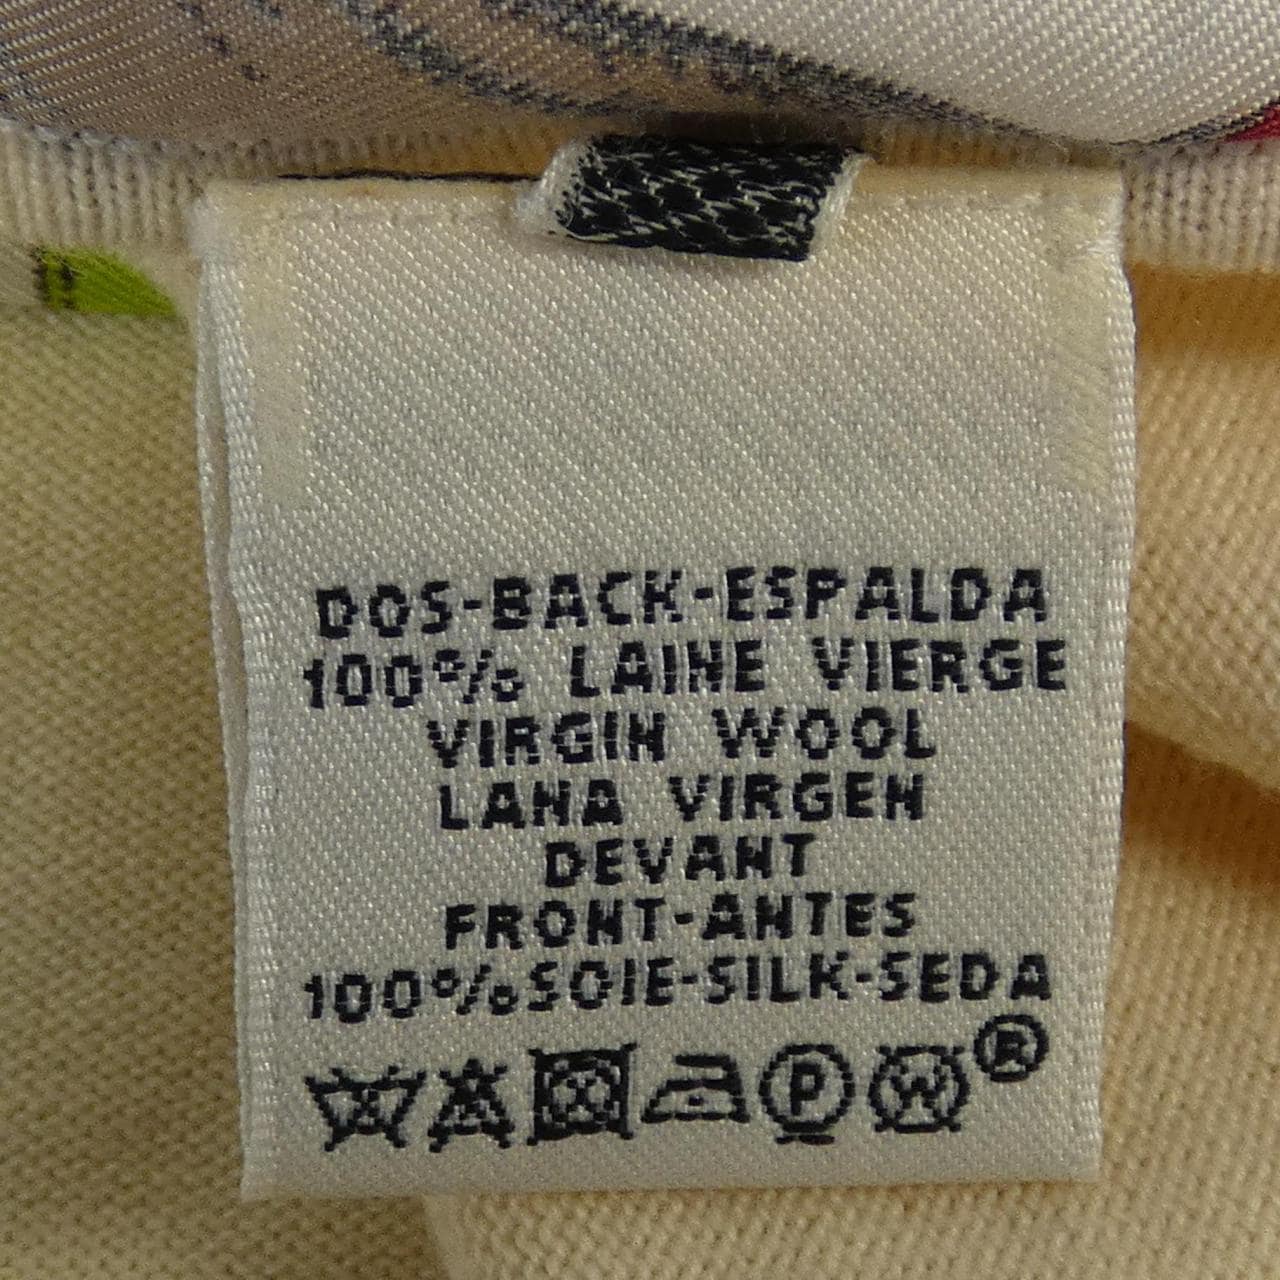 DOS-BACK-ESPALDA
100% LAINE VIERGE
VIRGIN WOOL
LANA VIRGEN
DEVANT
FRONT-ANTES
100%SOIE-SILK-SEDA
P W ®